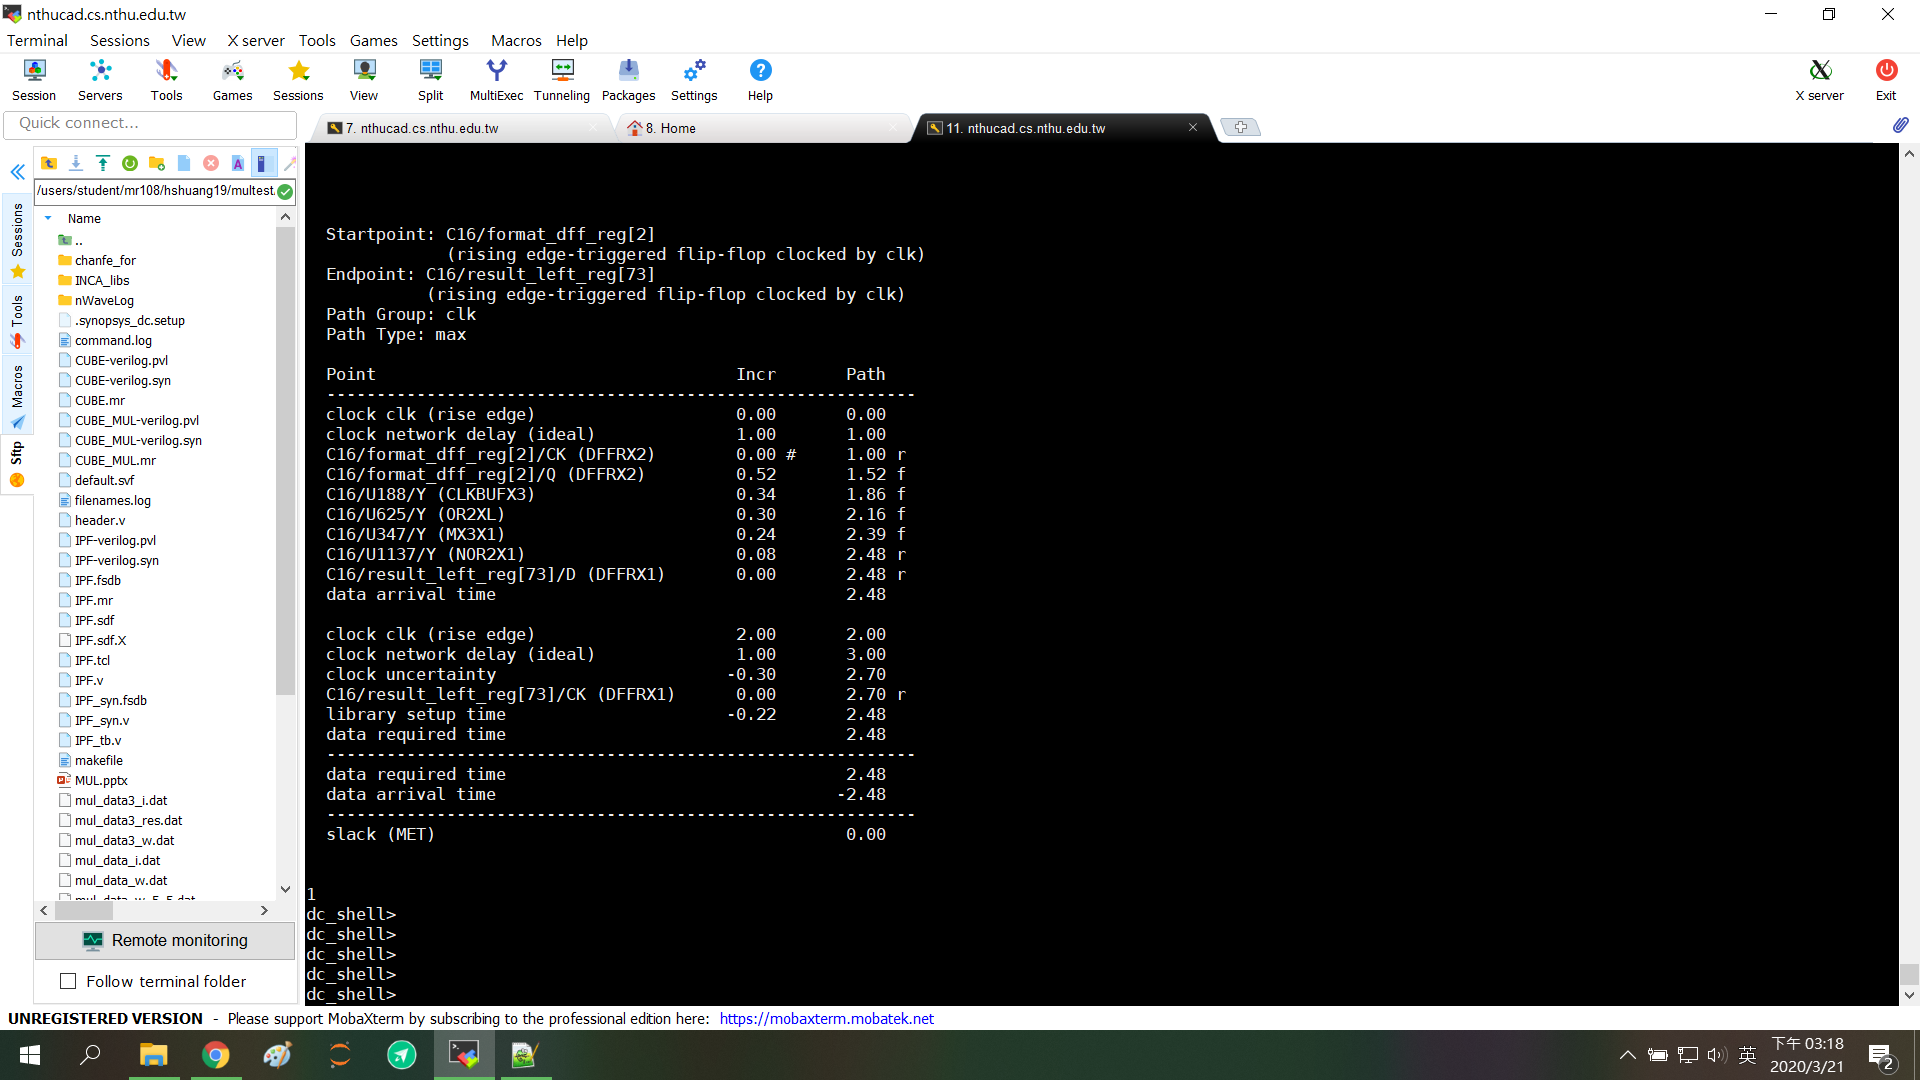 nthucad.cs.nthu.edu.tw
Terminal Sessions View X server Tools Games Settings Macros Help
Session Servers Tools Games Sessions View Split MultiExec Tunneling Packages Settings Help X server Exit
Quick connect...
7. nthucad.cs.nthu.edu.tw
8. Home
11. nthucad.cs.nthu.edu.tw
/users/student/mr108/hshuang19/multest
Sessions
Tools
Macros
Sftp
Name
..
chanfe_for
INCA_libs
nWaveLog
.synopsys_dc.setup
command.log
CUBE-verilog.pvl
CUBE-verilog.syn
CUBE.mr
CUBE_MUL-verilog.pvl
CUBE_MUL-verilog.syn
CUBE_MUL.mr
default.svf
filenames.log
header.v
IPF-verilog.pvl
IPF-verilog.syn
IPF.fsdb
IPF.mr
IPF.sdf
IPF.sdf.X
IPF.tcl
IPF.v
IPF_syn.fsdb
IPF_syn.v
IPF_tb.v
makefile
MUL.pptx
mul_data3_i.dat
mul_data3_res.dat
mul_data3_w.dat
mul_data_i.dat
mul_data_w.dat
Remote monitoring
Follow terminal folder
Startpoint: C16/format_dff_reg[2]
(rising edge-triggered flip-flop clocked by clk)
Endpoint: C16/result_left_reg[73]
(rising edge-triggered flip-flop clocked by clk)
Path Group: clk
Path Type: max
Point Incr Path
-----------------------------------------------------------
clock clk (rise edge) 0.00 0.00
clock network delay (ideal) 1.00 1.00
C16/format_dff_reg[2]/CK (DFFRX2) 0.00 # 1.00 r
C16/format_dff_reg[2]/Q (DFFRX2) 0.52 1.52 f
C16/U188/Y (CLKBUFX3) 0.34 1.86 f
C16/U625/Y (OR2XL) 0.30 2.16 f
C16/U347/Y (MX3X1) 0.24 2.39 f
C16/U1137/Y (NOR2X1) 0.08 2.48 r
C16/result_left_reg[73]/D (DFFRX1) 0.00 2.48 r
data arrival time 2.48
clock clk (rise edge) 2.00 2.00
clock network delay (ideal) 1.00 3.00
clock uncertainty -0.30 2.70
C16/result_left_reg[73]/CK (DFFRX1) 0.00 2.70 r
library setup time -0.22 2.48
data required time 2.48
-----------------------------------------------------------
data required time 2.48
data arrival time -2.48
-----------------------------------------------------------
slack (MET) 0.00
1
dc_shell>
dc_shell>
dc_shell>
dc_shell>
dc_shell>
UNREGISTERED VERSION - Please support MobaXterm by subscribing to the professional edition here: https://mobaxterm.mobatek.net
英
下午 03:18
2020/3/21
2